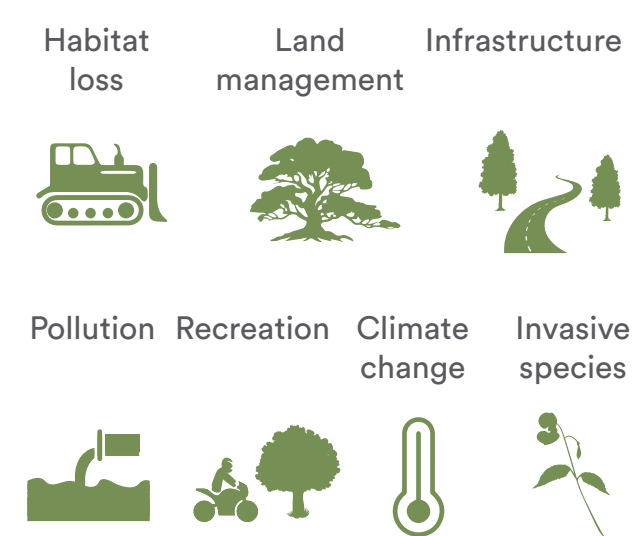 Habitat
loss
Land
management
Infrastructure
Pollution
Recreation
Climate
change
Invasive
species